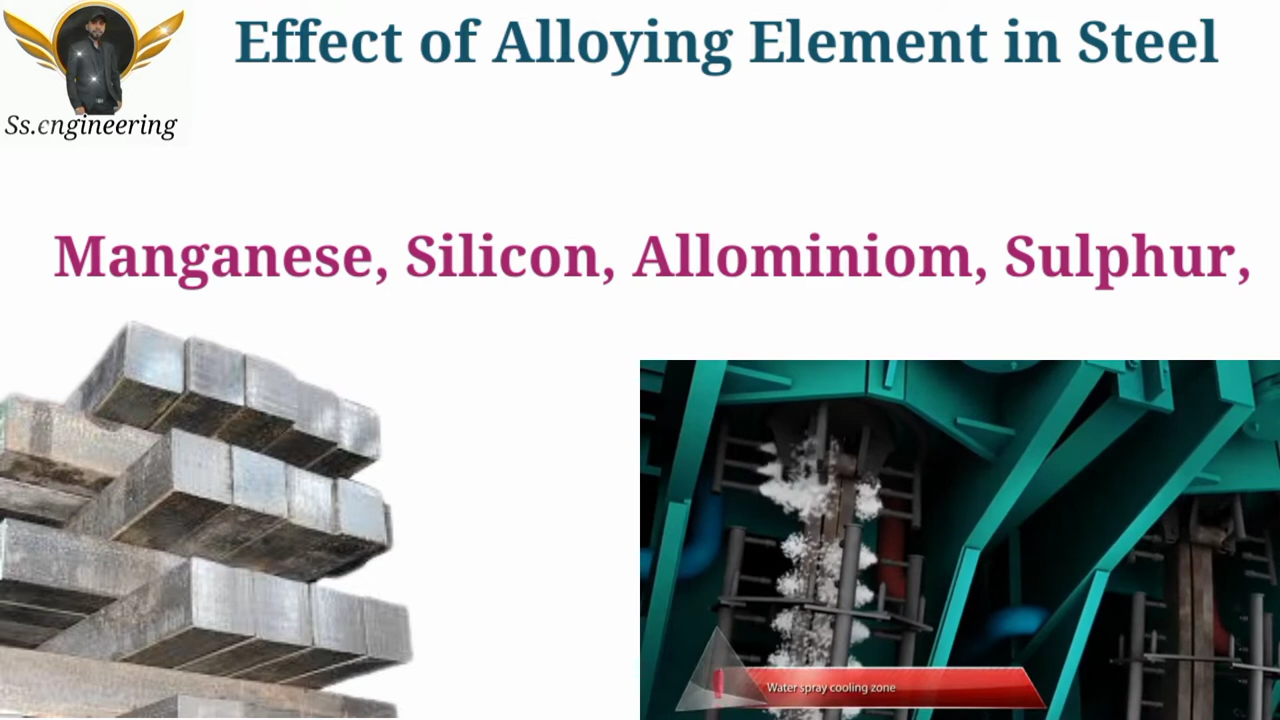 Effect of Alloying Element in Steel
Ss.engineering
Manganese, Silicon, Allominiom, Sulphur,
Water spray cooling zone